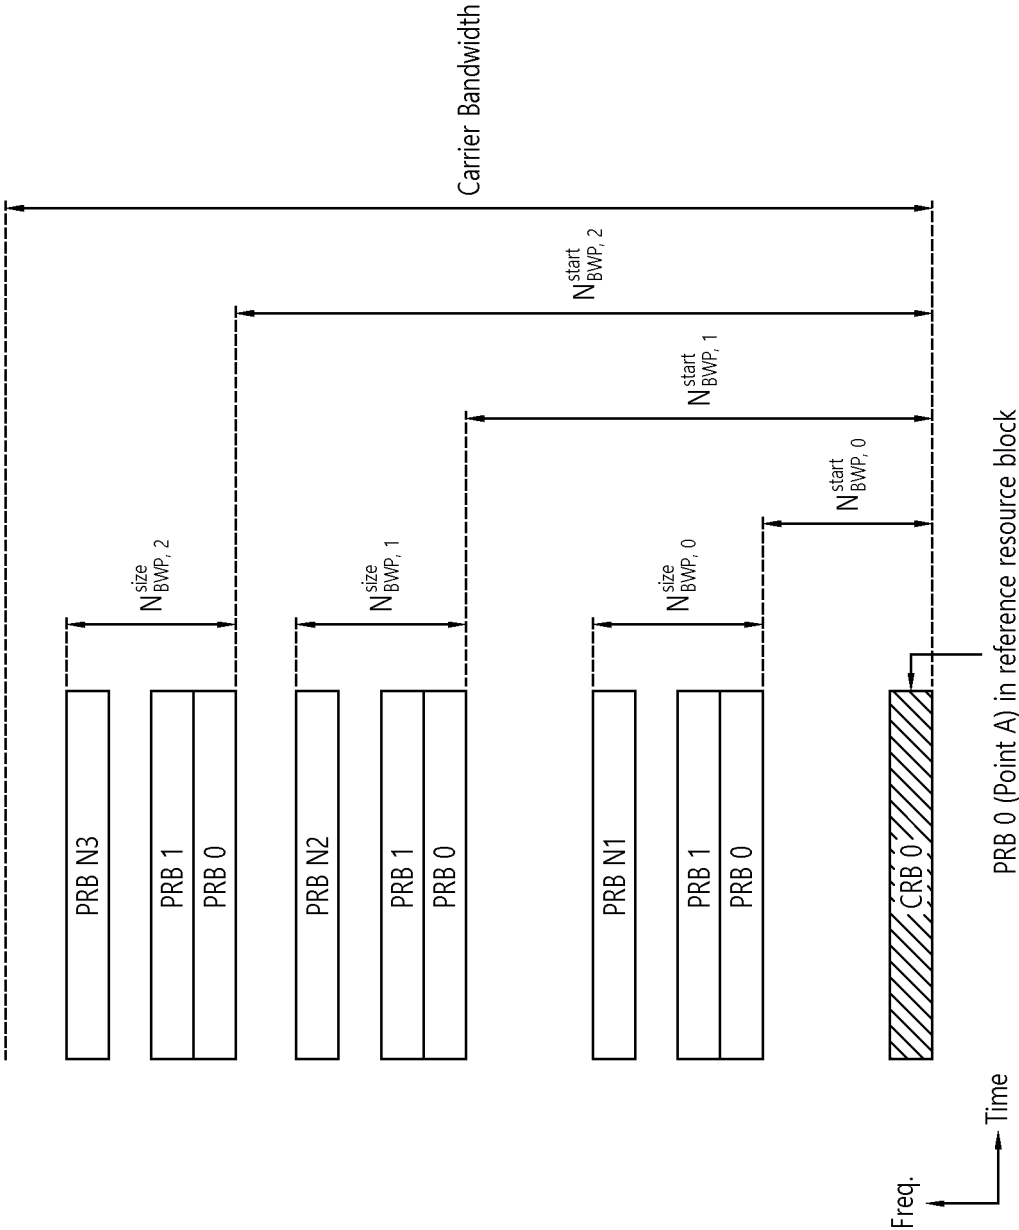 Carrier Bandwidth
N^start_BWP, 2
N^start_BWP, 1
N^start_BWP, 0
N^size_BWP, 2
N^size_BWP, 1
N^size_BWP, 0
PRB N3
PRB 1
PRB 0
PRB N2
PRB 1
PRB 0
PRB N1
PRB 1
PRB 0
CRB 0
PRB 0 (Point A) in reference resource block
Freq.
Time